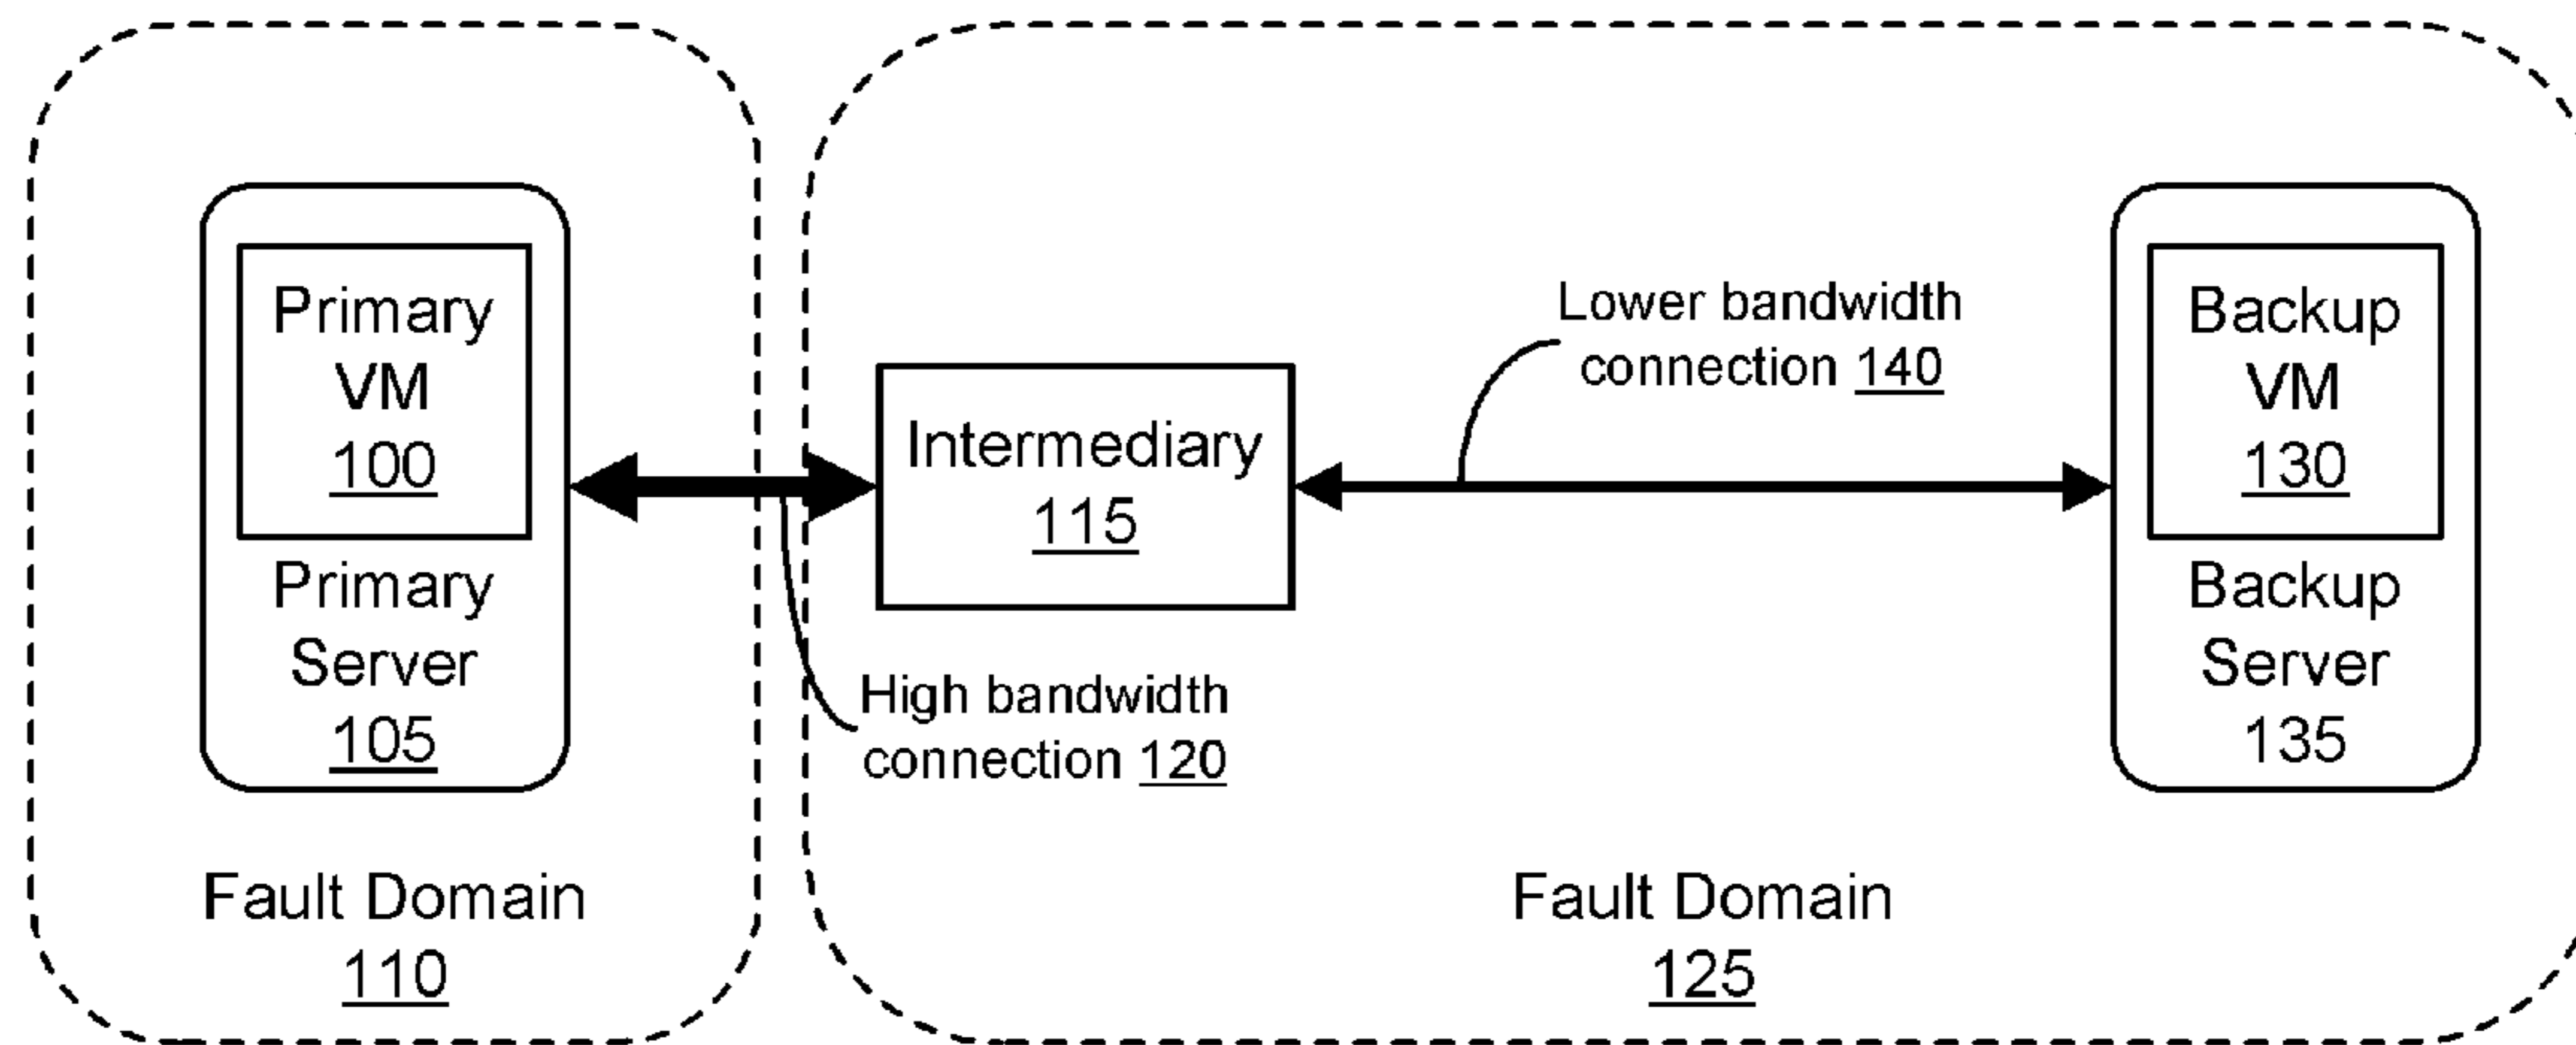 Primary
VM
100
Primary
Server
105
Fault Domain
110
High bandwidth
connection 120
Intermediary
115
Lower bandwidth
connection 140
Backup
VM
130
Backup
Server
135
Fault Domain
125